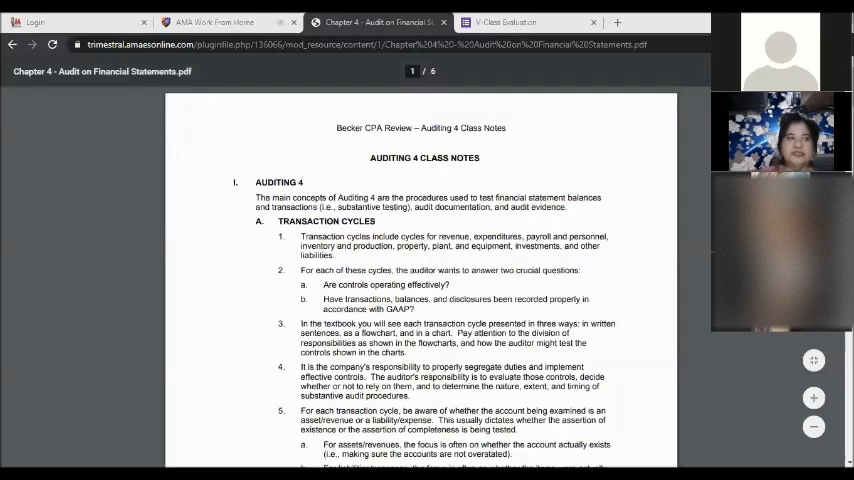 Login
AMA Work From Home
Chapter 4 - Audit on Financial St
V-Class Evaluation
trimestral.amaesonline.com/pluginfile.php/136066/mod_resource/content/1/Chapter%204%20-%20Audit%20on%20Financial%20Statements.pdf
Chapter 4 - Audit on Financial Statements.pdf
1 / 6
Becker CPA Review – Auditing 4 Class Notes
AUDITING 4 CLASS NOTES
I. AUDITING 4
The main concepts of Auditing 4 are the procedures used to test financial statement balances
and transactions (i.e., substantive testing), audit documentation, and audit evidence.
A. TRANSACTION CYCLES
1. Transaction cycles include cycles for revenue, expenditures, payroll and personnel,
inventory and production, property, plant, and equipment, investments, and other
liabilities.
2. For each of these cycles, the auditor wants to answer two crucial questions:
a. Are controls operating effectively?
b. Have transactions, balances, and disclosures been recorded properly in
accordance with GAAP?
3. In the textbook you will see each transaction cycle presented in three ways: in written
sentences, as a flowchart, and in a chart. Pay attention to the division of
responsibilities as shown in the flowcharts, and how the auditor might test the
controls shown in the charts.
4. It is the company's responsibility to properly segregate duties and implement
effective controls. The auditor's responsibility is to evaluate those controls, decide
whether or not to rely on them, and to determine the nature, extent, and timing of
substantive audit procedures.
5. For each transaction cycle, be aware of whether the account being examined is an
asset/revenue or a liability/expense. This usually dictates whether the assertion of
existence or the assertion of completeness is being tested.
a. For assets/revenues, the focus is often on whether the account actually exists
(i.e., making sure the accounts are not overstated).